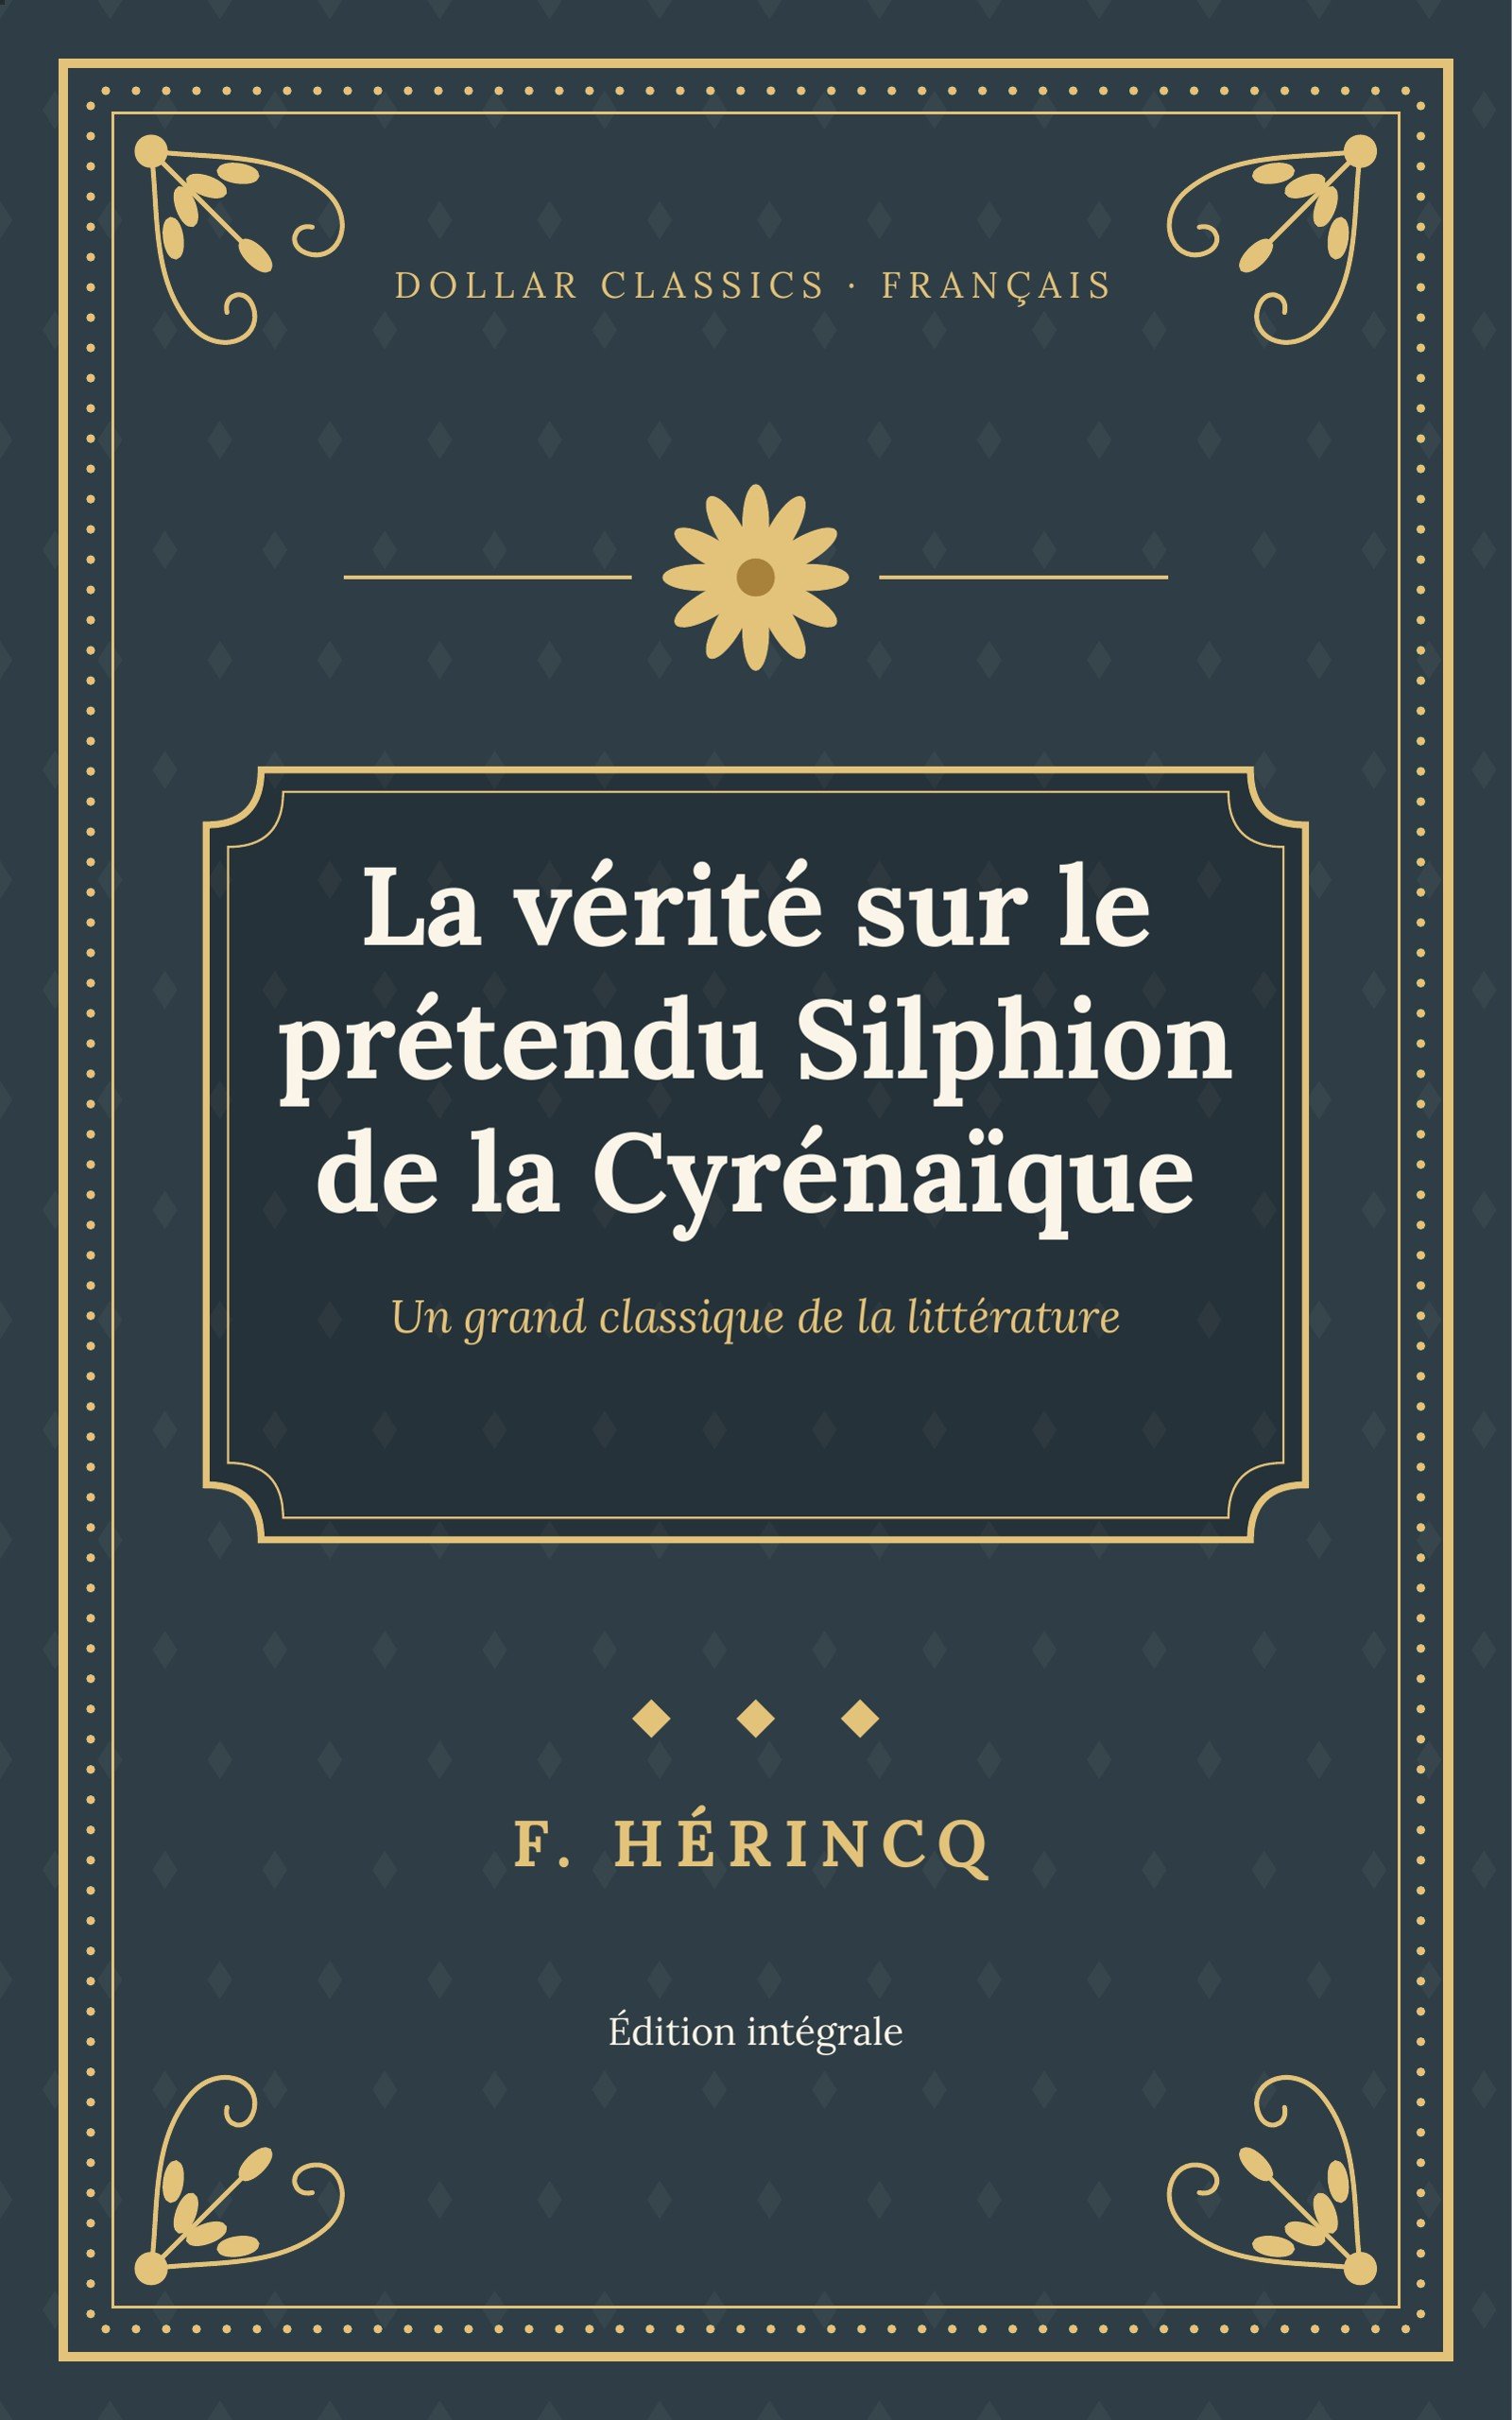 DOLLAR CLASSICS · FRANÇAIS
La vérité sur le
prétendu Silphion
de la Cyrénaïque
Un grand classique de la littérature
F. HÉRINCQ
Édition intégrale